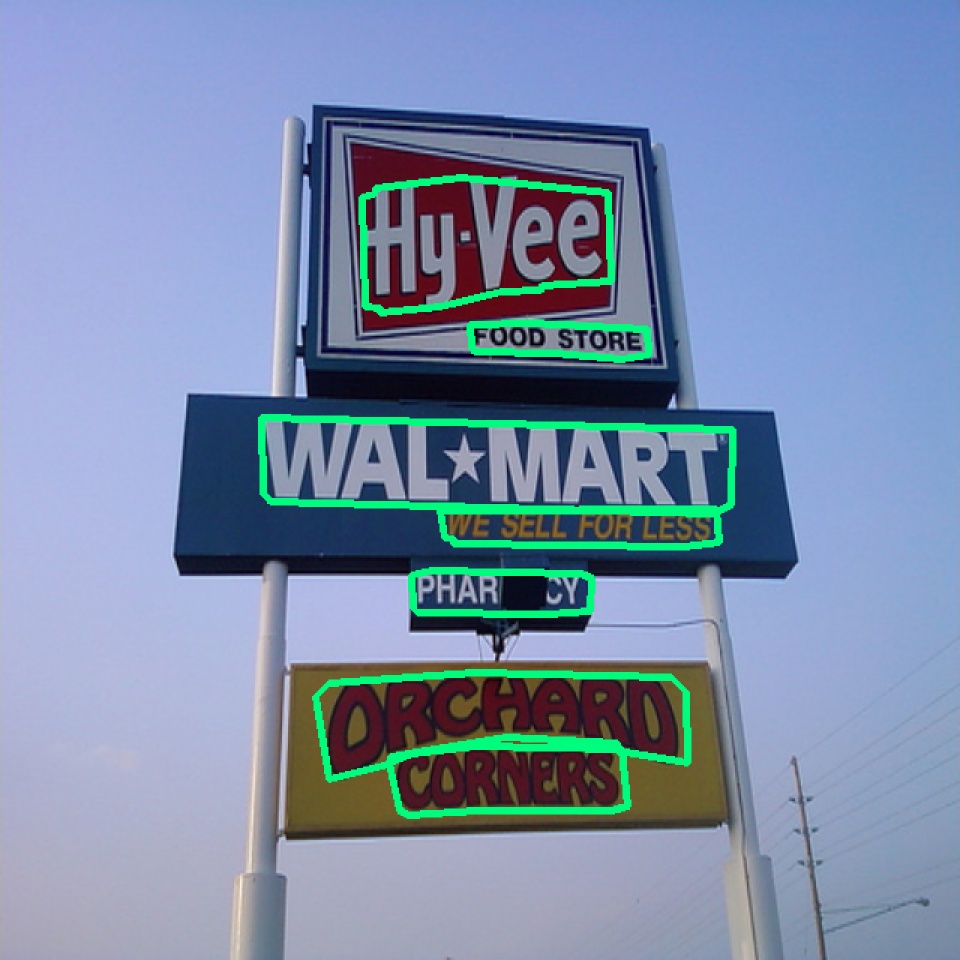 Hy-Vee
FOOD STORE
WAL★MART
WE SELL FOR LESS
ORCHARD
CORNERS